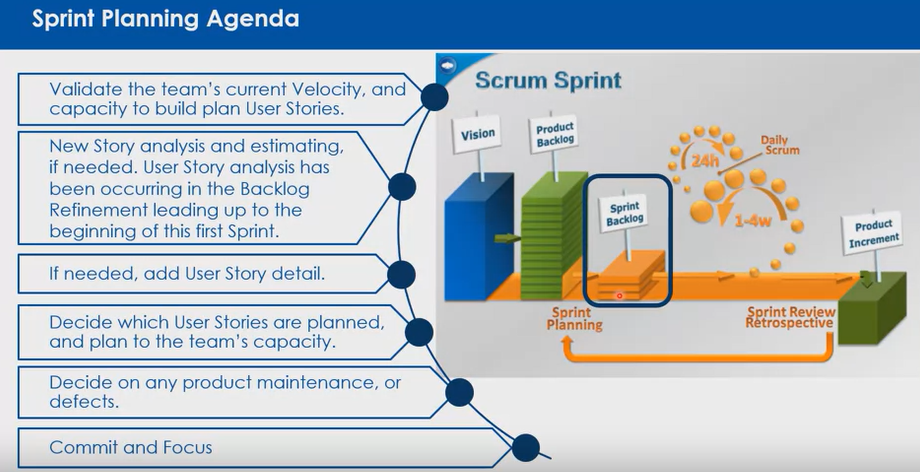 Sprint Planning Agenda
Validate the team's current Velocity, and
capacity to build plan User Stories.
New Story analysis and estimating,
if needed. User Story analysis has
been occurring in the Backlog
Refinement leading up to the
beginning of this first Sprint.
If needed, add User Story detail.
Decide which User Stories are planned,
and plan to the team's capacity.
Decide on any product maintenance, or
defects.
Commit and Focus
Scrum Sprint
Vision
Product
Backlog
Sprint
Backlog
24h
Daily
Scrum
1-4w
Product
Increment
Sprint
Planning
Sprint Review
Retrospective